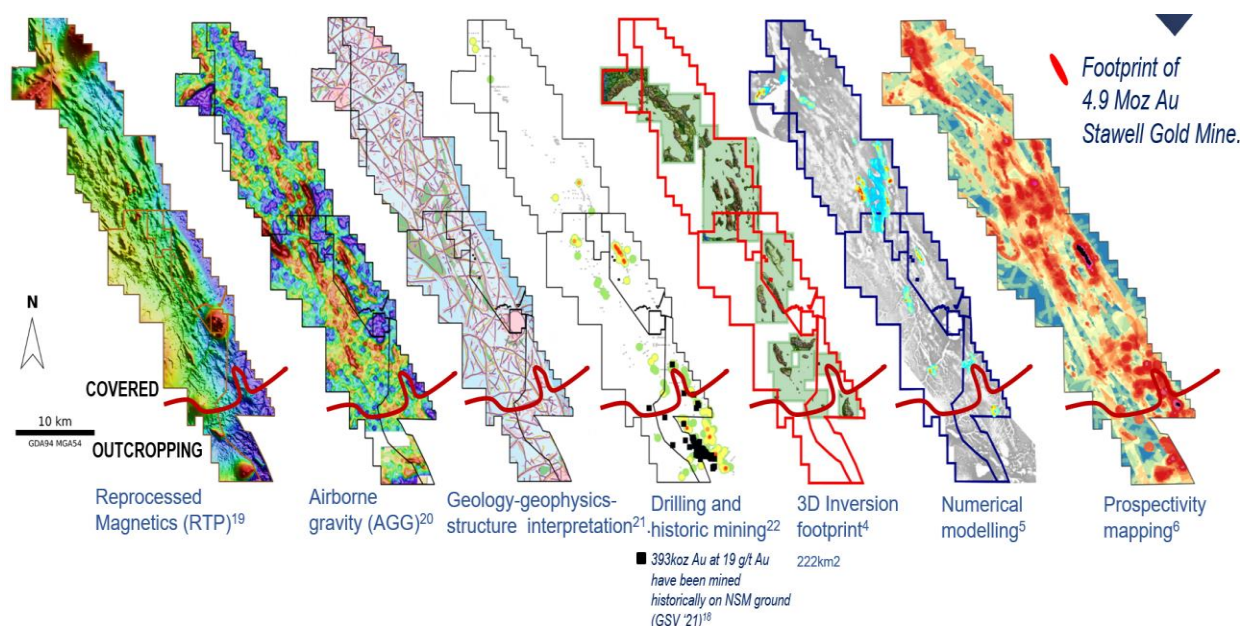 Footprint of
4.9 Moz Au
Stawell Gold Mine.
N
COVERED
10 km
GDA94 MGA54
OUTCROPPING
Reprocessed
Magnetics (RTP)19
Airborne
gravity (AGG)20
Geology-geophysics-
structure interpretation21.
Drilling and
historic mining22
393koz Au at 19 g/t Au
have been mined
historically on NSM ground
(GSV '21)18
3D Inversion
footprint4
222km2
Numerical
modelling5
Prospectivity
mapping6